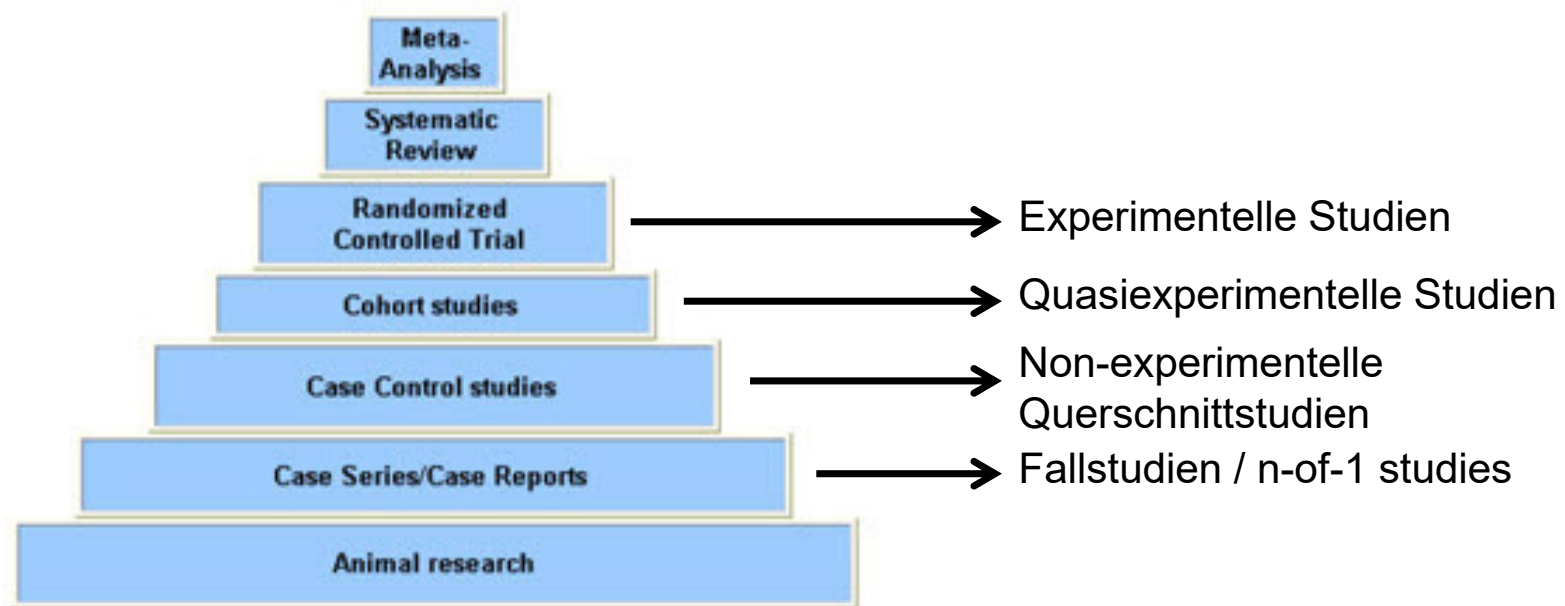 Meta-
Analysis
Systematic
Review
Randomized
Controlled Trial
Experimentelle Studien
Cohort studies
Quasiexperimentelle Studien
Case Control studies
Non-experimentelle
Querschnittstudien
Case Series/Case Reports
Fallstudien / n-of-1 studies
Animal research